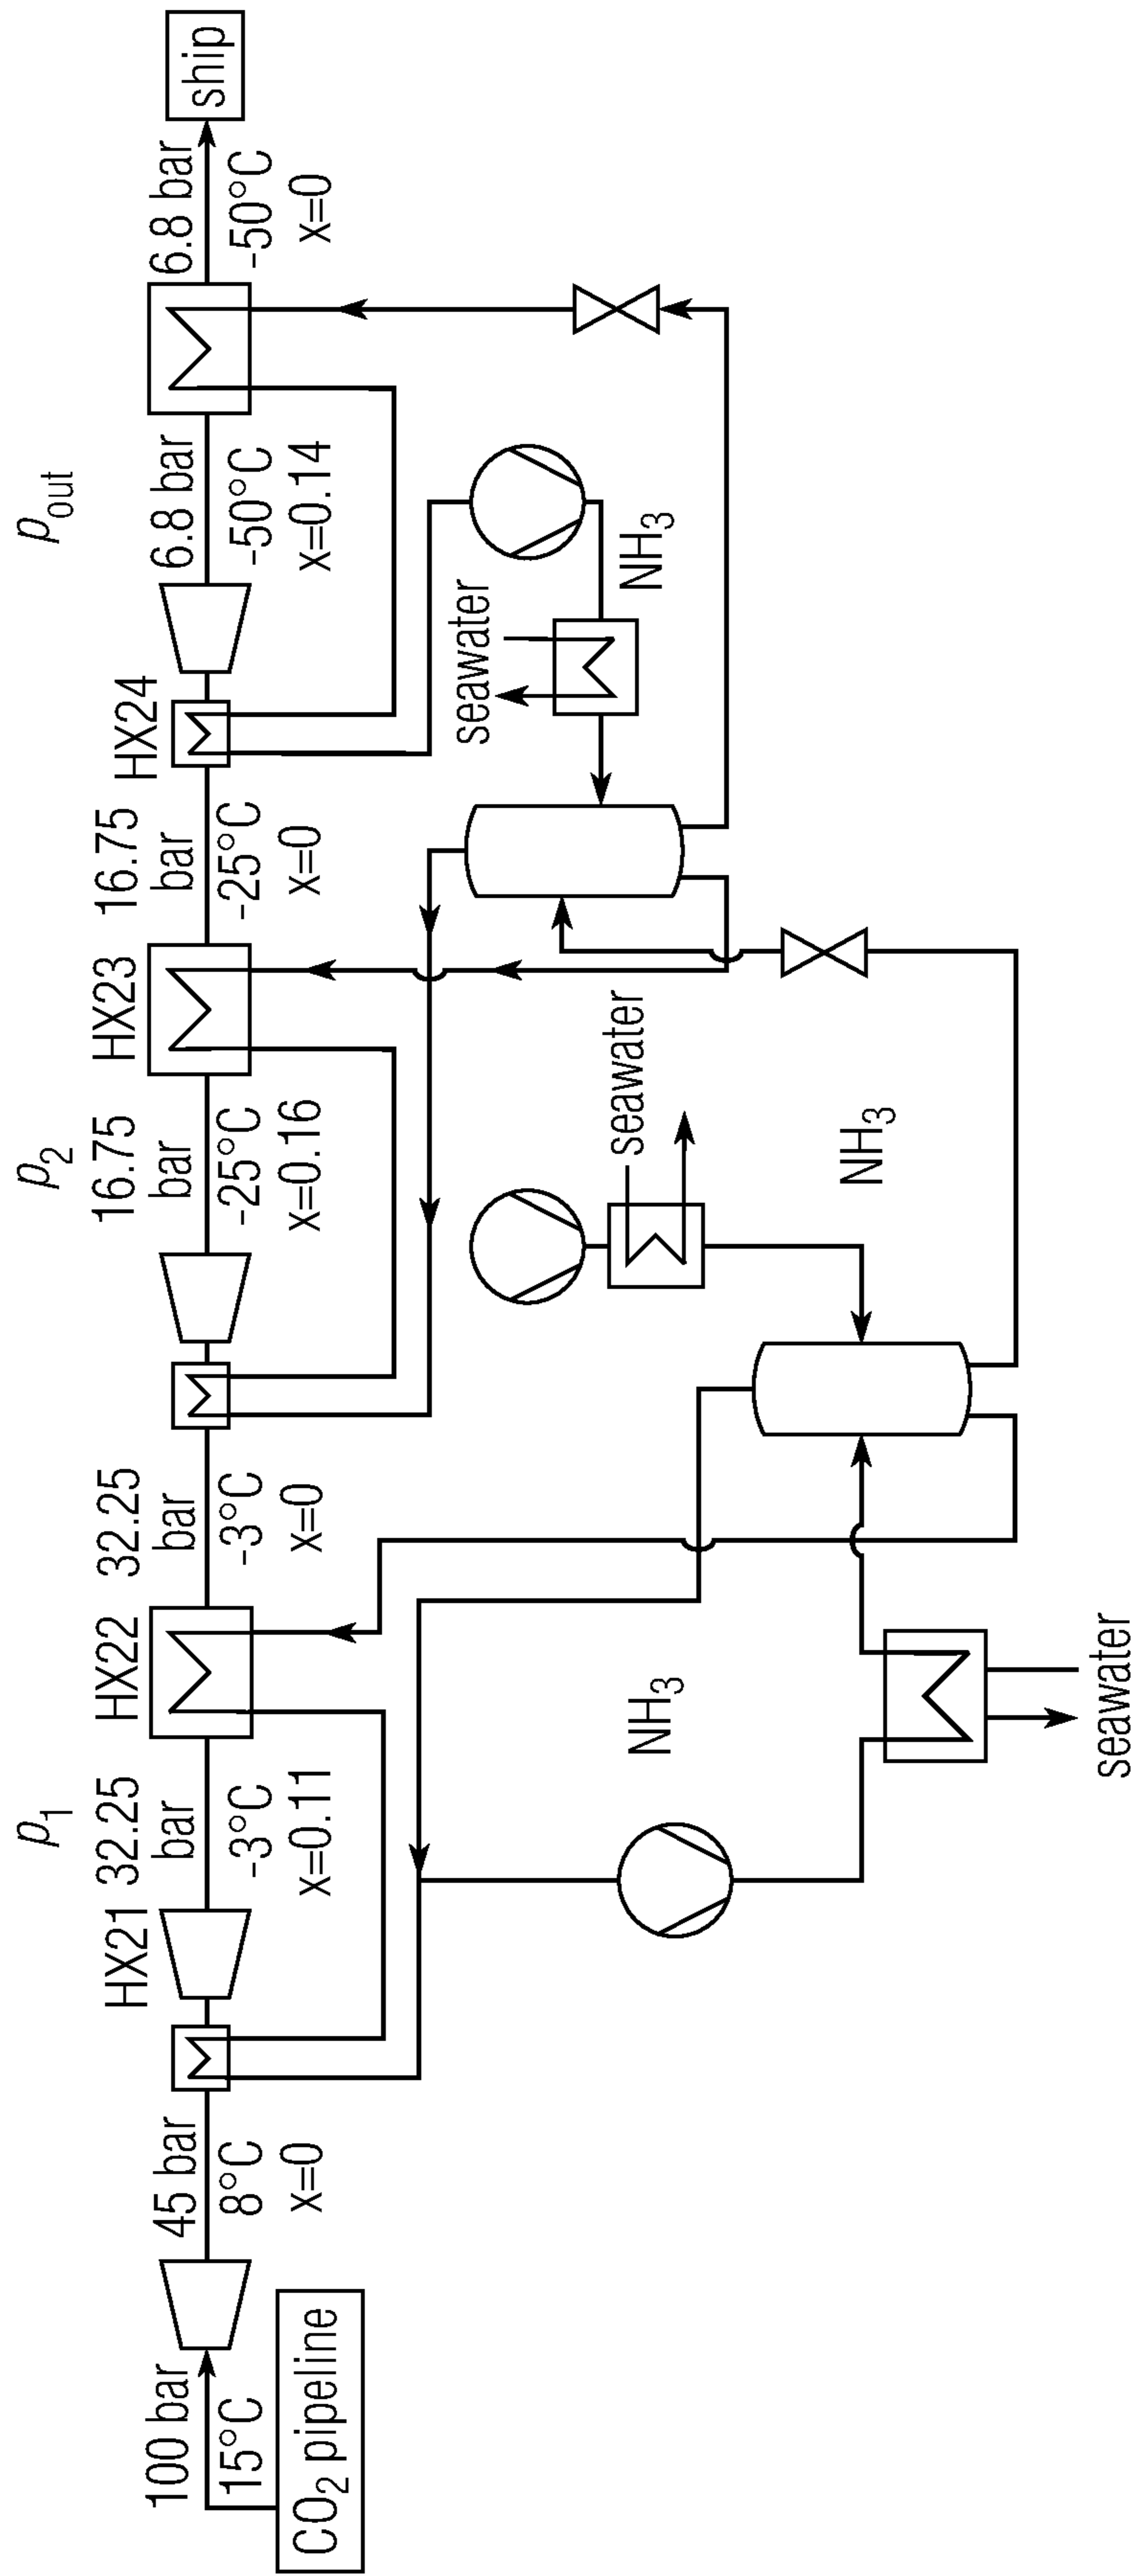 100 bar
15°C
CO₂ pipeline
45 bar
8°C
x=0
HX21
p₁
32.25
bar
-3°C
x=0.11
HX22
32.25
bar
-3°C
x=0
p₂
16.75
bar
-25°C
x=0.16
HX23
16.75
bar
-25°C
x=0
HX24
p_out
6.8 bar
-50°C
x=0.14
6.8 bar
-50°C
x=0
ship
seawater
NH₃
seawater
NH₃
NH₃
seawater